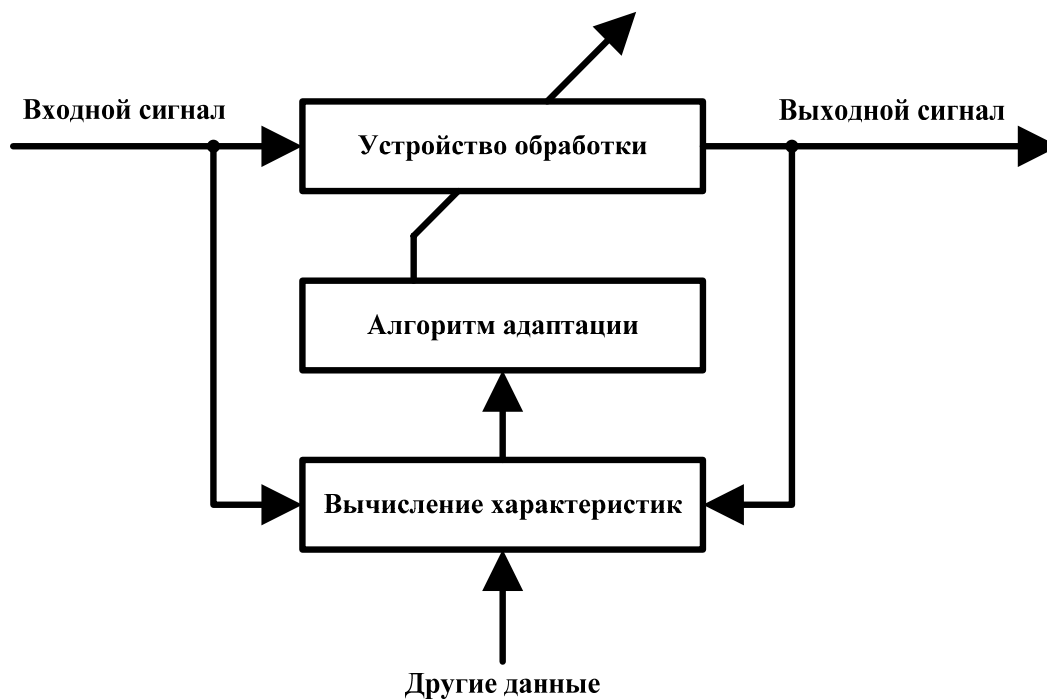 Входной сигнал
Выходной сигнал
Устройство обработки
Алгоритм адаптации
Вычисление характеристик
Другие данные